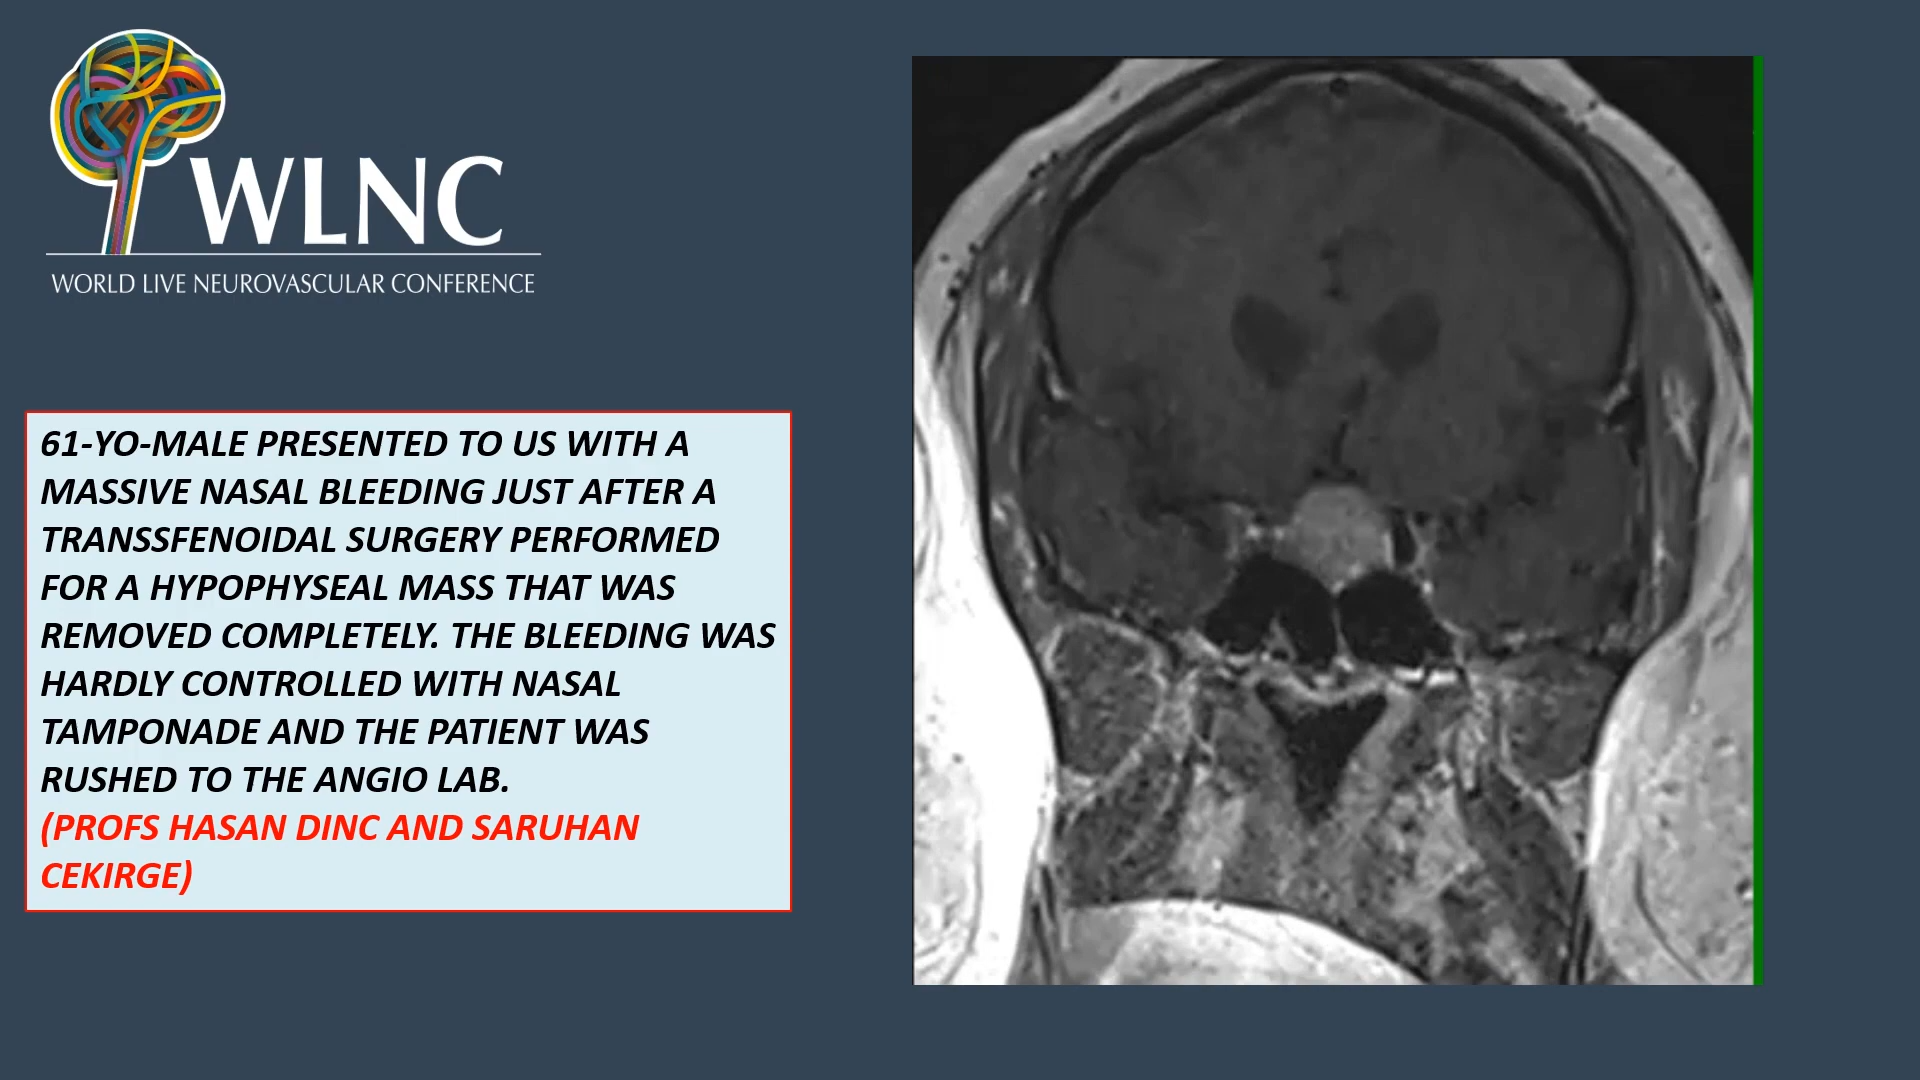 WLNC
WORLD LIVE NEUROVASCULAR CONFERENCE
61-YO-MALE PRESENTED TO US WITH A
MASSIVE NASAL BLEEDING JUST AFTER A
TRANSSFENOIDAL SURGERY PERFORMED
FOR A HYPOPHYSEAL MASS THAT WAS
REMOVED COMPLETELY. THE BLEEDING WAS
HARDLY CONTROLLED WITH NASAL
TAMPONADE AND THE PATIENT WAS
RUSHED TO THE ANGIO LAB.
(PROFS HASAN DINC AND SARUHAN
CEKIRGE)